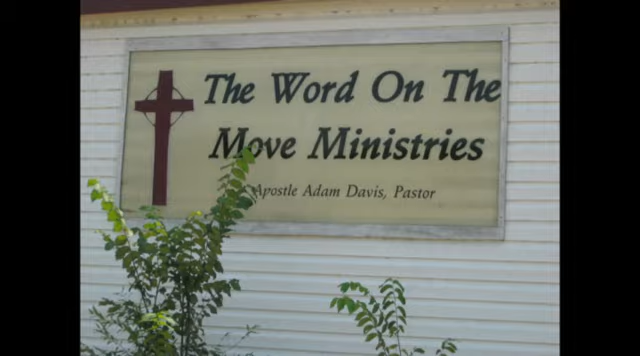 The Word On The
Move Ministries
Apostle Adam Davis, Pastor